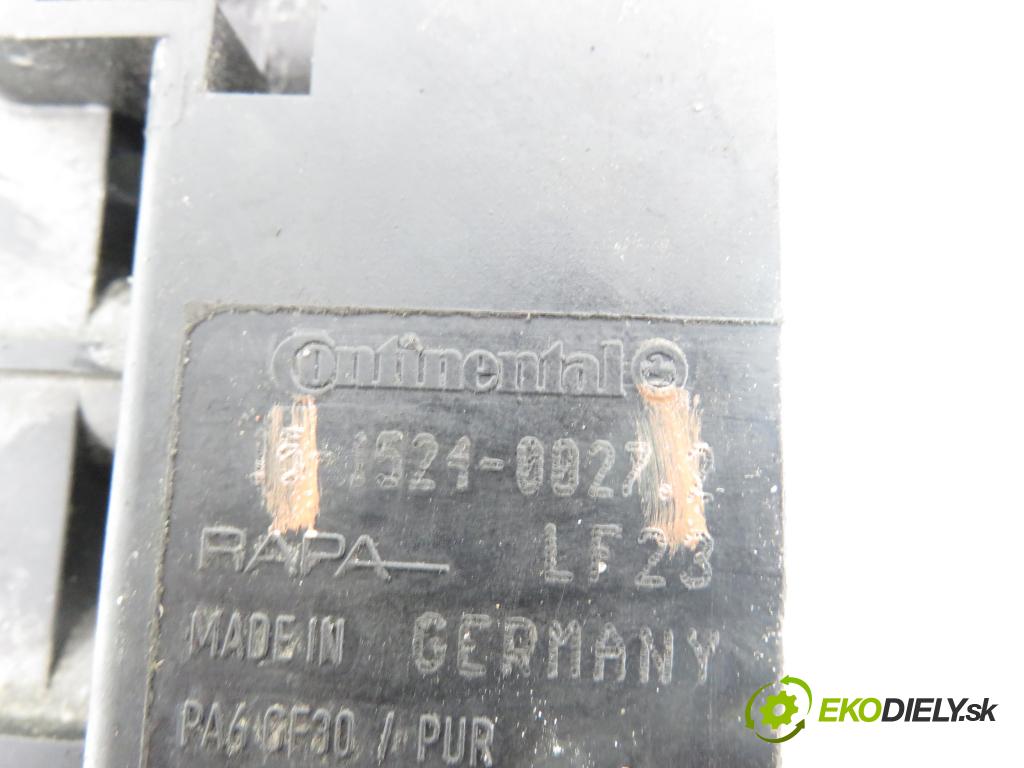 Continental
1524-0027
RAPA LF23
MADE IN GERMANY
PA6 GF30 / PUR
EKODIELY.sk